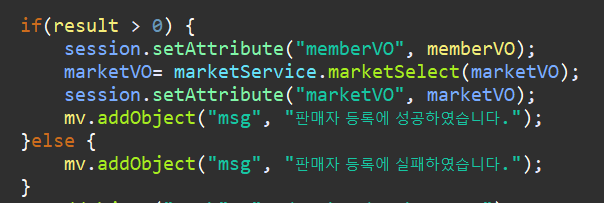 if(result > 0) {
session.setAttribute("memberVO", memberVO);
marketVO= marketService.marketSelect(marketVO);
session.setAttribute("marketVO", marketVO);
mv.addObject("msg", "판매자 등록에 성공하였습니다.");
}else {
mv.addObject("msg", "판매자 등록에 실패하였습니다.");
}